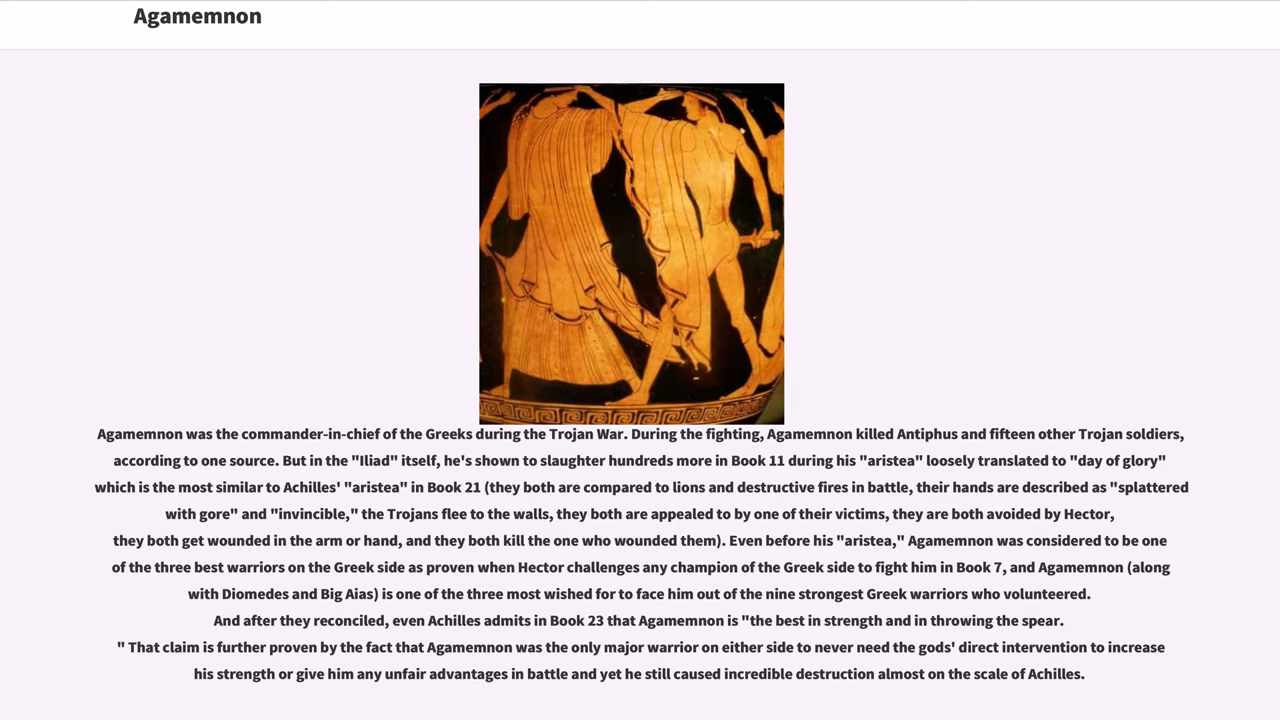 Agamemnon
Agamemnon was the commander-in-chief of the Greeks during the Trojan War. During the fighting, Agamemnon killed Antiphus and fifteen other Trojan soldiers,
according to one source. But in the "Iliad" itself, he's shown to slaughter hundreds more in Book 11 during his "aristea" loosely translated to "day of glory"
which is the most similar to Achilles' "aristea" in Book 21 (they both are compared to lions and destructive fires in battle, their hands are described as "splattered
with gore" and "invincible," the Trojans flee to the walls, they both are appealed to by one of their victims, they are both avoided by Hector,
they both get wounded in the arm or hand, and they both kill the one who wounded them). Even before his "aristea," Agamemnon was considered to be one
of the three best warriors on the Greek side as proven when Hector challenges any champion of the Greek side to fight him in Book 7, and Agamemnon (along
with Diomedes and Big Aias) is one of the three most wished for to face him out of the nine strongest Greek warriors who volunteered.
And after they reconciled, even Achilles admits in Book 23 that Agamemnon is "the best in strength and in throwing the spear.
" That claim is further proven by the fact that Agamemnon was the only major warrior on either side to never need the gods' direct intervention to increase
his strength or give him any unfair advantages in battle and yet he still caused incredible destruction almost on the scale of Achilles.